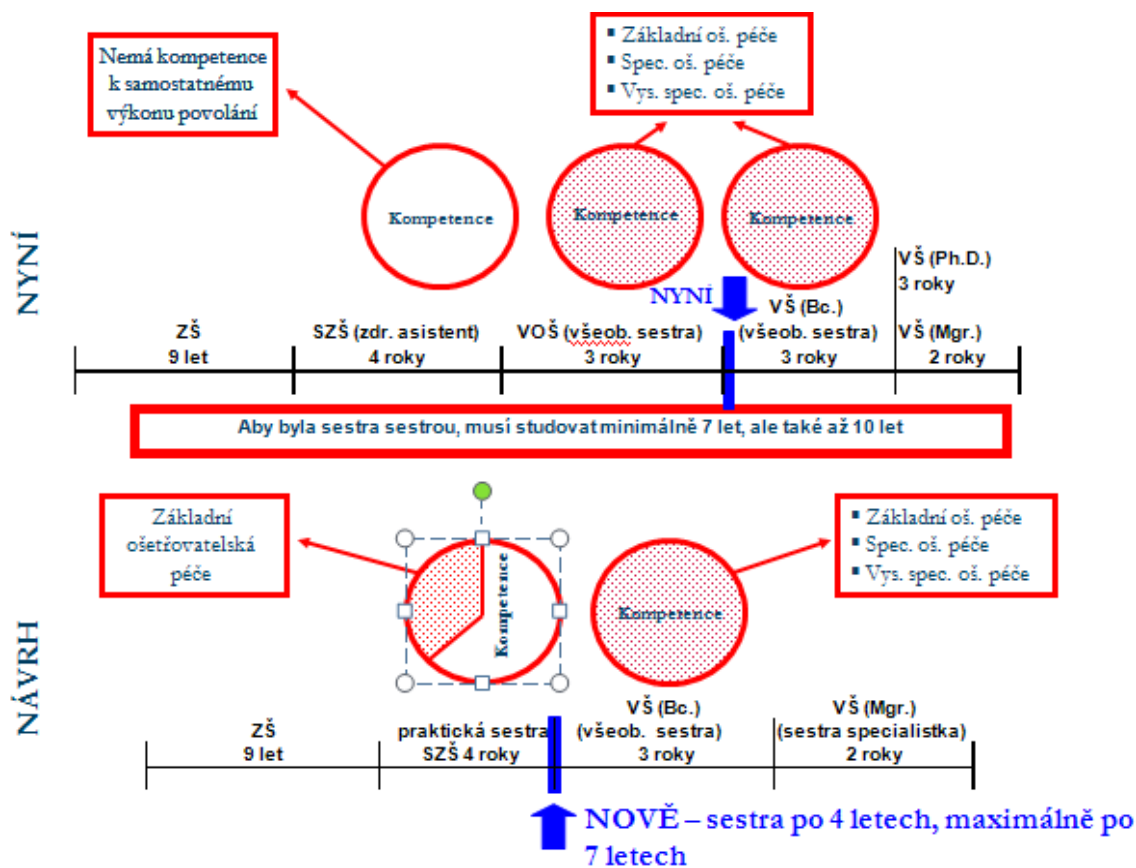 Nemá kompetence
k samostatnému
výkonu povolání
▪ Základní oš. péče
▪ Spec. oš. péče
▪ Vys. spec. oš. péče
Kompetence
Kompetence
Kompetence
NYNÍ
NYNÍ
VŠ (Ph.D.)
3 roky
ZŠ
9 let
SZŠ (zdr. asistent)
4 roky
VOŠ (všeob. sestra)
3 roky
VŠ (Bc.)
(všeob. sestra)
3 roky
VŠ (Mgr.)
2 roky
Aby byla sestra sestrou, musí studovat minimálně 7 let, ale také až 10 let
Základní
ošetřovatelská
péče
Kompetence
Kompetence
▪ Základní oš. péče
▪ Spec. oš. péče
▪ Vys. spec. oš. péče
NÁVRH
ZŠ
9 let
praktická sestra
SZŠ 4 roky
VŠ (Bc.)
(všeob. sestra)
3 roky
VŠ (Mgr.)
(sestra specialistka)
2 roky
NOVĚ – sestra po 4 letech, maximálně po
7 letech